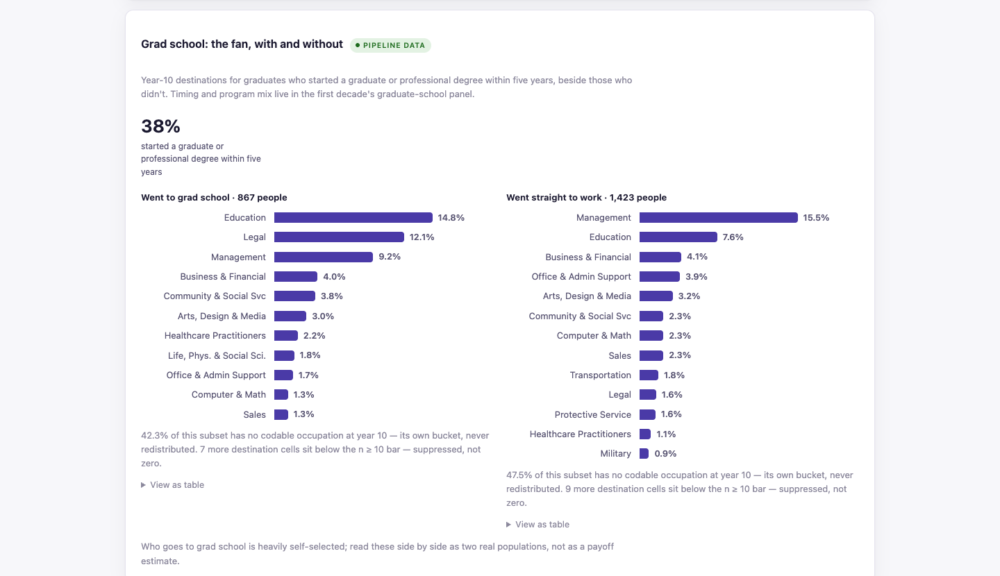 Grad school: the fan, with and without
PIPELINE DATA
Year-10 destinations for graduates who started a graduate or professional degree within five years, beside those who
didn't. Timing and program mix live in the first decade's graduate-school panel.
38%
started a graduate or
professional degree within five
years
Went to grad school · 867 people
Education 14.8%
Legal 12.1%
Management 9.2%
Business & Financial 4.0%
Community & Social Svc 3.8%
Arts, Design & Media 3.0%
Healthcare Practitioners 2.2%
Life, Phys. & Social Sci. 1.8%
Office & Admin Support 1.7%
Computer & Math 1.3%
Sales 1.3%
42.3% of this subset has no codable occupation at year 10 — its own bucket, never
redistributed. 7 more destination cells sit below the n ≥ 10 bar — suppressed, not
zero.
View as table
Went straight to work · 1,423 people
Management 15.5%
Education 7.6%
Business & Financial 4.1%
Office & Admin Support 3.9%
Arts, Design & Media 3.2%
Community & Social Svc 2.3%
Computer & Math 2.3%
Sales 2.3%
Transportation 1.8%
Legal 1.6%
Protective Service 1.6%
Healthcare Practitioners 1.1%
Military 0.9%
47.5% of this subset has no codable occupation at year 10 — its own bucket, never
redistributed. 9 more destination cells sit below the n ≥ 10 bar — suppressed, not
zero.
View as table
Who goes to grad school is heavily self-selected; read these side by side as two real populations, not as a payoff
estimate.